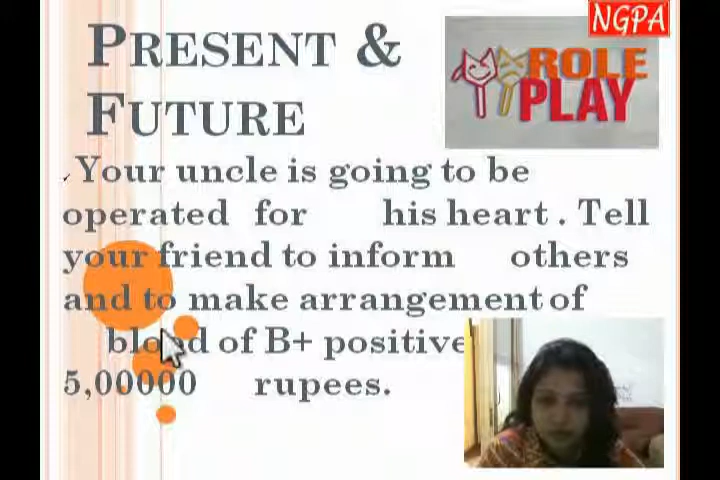 NGPA
PRESENT &
FUTURE
ROLE
PLAY
Your uncle is going to be
operated for his heart . Tell
your friend to inform others
and to make arrangement of
blood of B+ positive
5,00000 rupees.